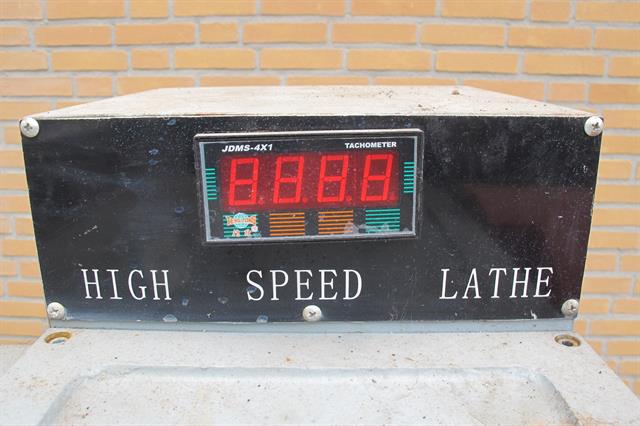 JDMS-4X1 TACHOMETER
8.8.8.8
HIGH SPEED LATHE